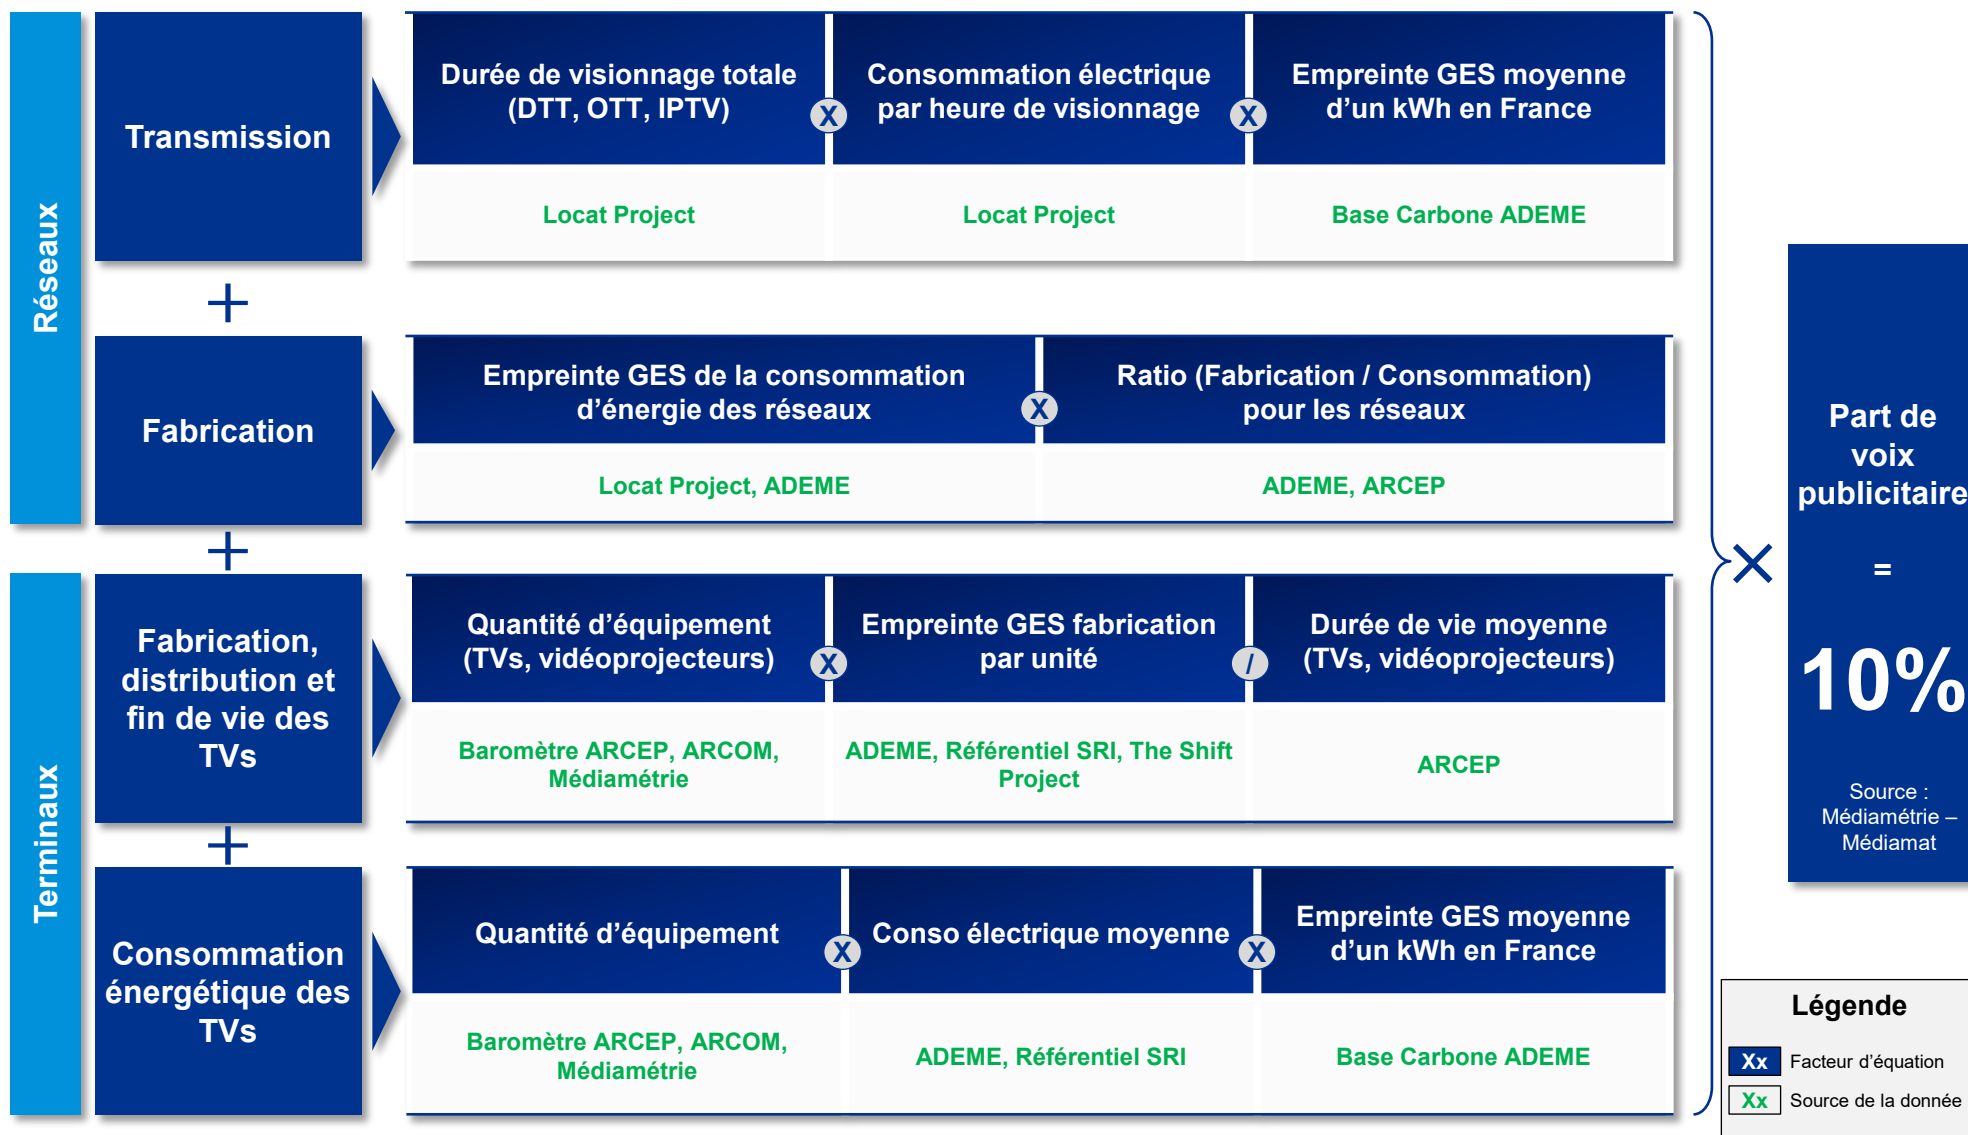 Réseaux
Transmission
Durée de visionnage totale
(DTT, OTT, IPTV)
X
Consommation électrique
par heure de visionnage
X
Empreinte GES moyenne
d'un kWh en France
Locat Project
Locat Project
Base Carbone ADEME
+
Fabrication
Empreinte GES de la consommation
d'énergie des réseaux
X
Ratio (Fabrication / Consommation)
pour les réseaux
Locat Project, ADEME
ADEME, ARCEP
+
Terminaux
Fabrication,
distribution et
fin de vie des
TVs
Quantité d'équipement
(TVs, vidéoprojecteurs)
X
Empreinte GES fabrication
par unité
/
Durée de vie moyenne
(TVs, vidéoprojecteurs)
Baromètre ARCEP, ARCOM,
Médiamétrie
ADEME, Référentiel SRI, The Shift
Project
ARCEP
+
Consommation
énergétique des
TVs
Quantité d'équipement
X
Conso électrique moyenne
X
Empreinte GES moyenne
d'un kWh en France
Baromètre ARCEP, ARCOM,
Médiamétrie
ADEME, Référentiel SRI
Base Carbone ADEME
×
Part de
voix
publicitaire
=
10%
Source :
Médiamétrie –
Médiamat
Légende
Xx Facteur d'équation
Xx Source de la donnée